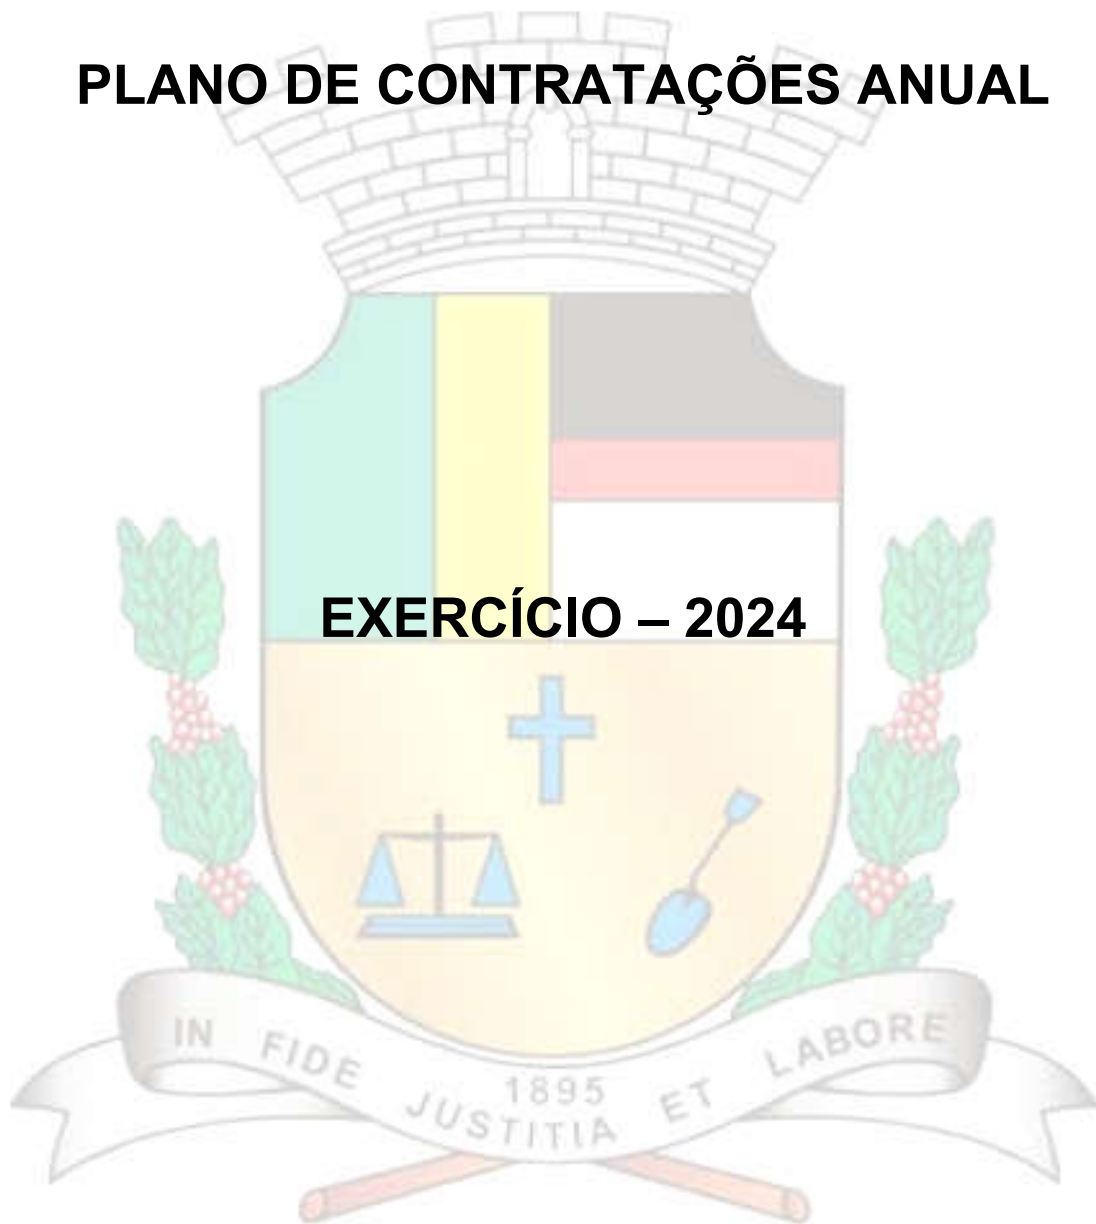 PLANO DE CONTRATAÇÕES ANUAL
EXERCÍCIO – 2024
IN FIDE JUSTITIA ET LABORE
1895